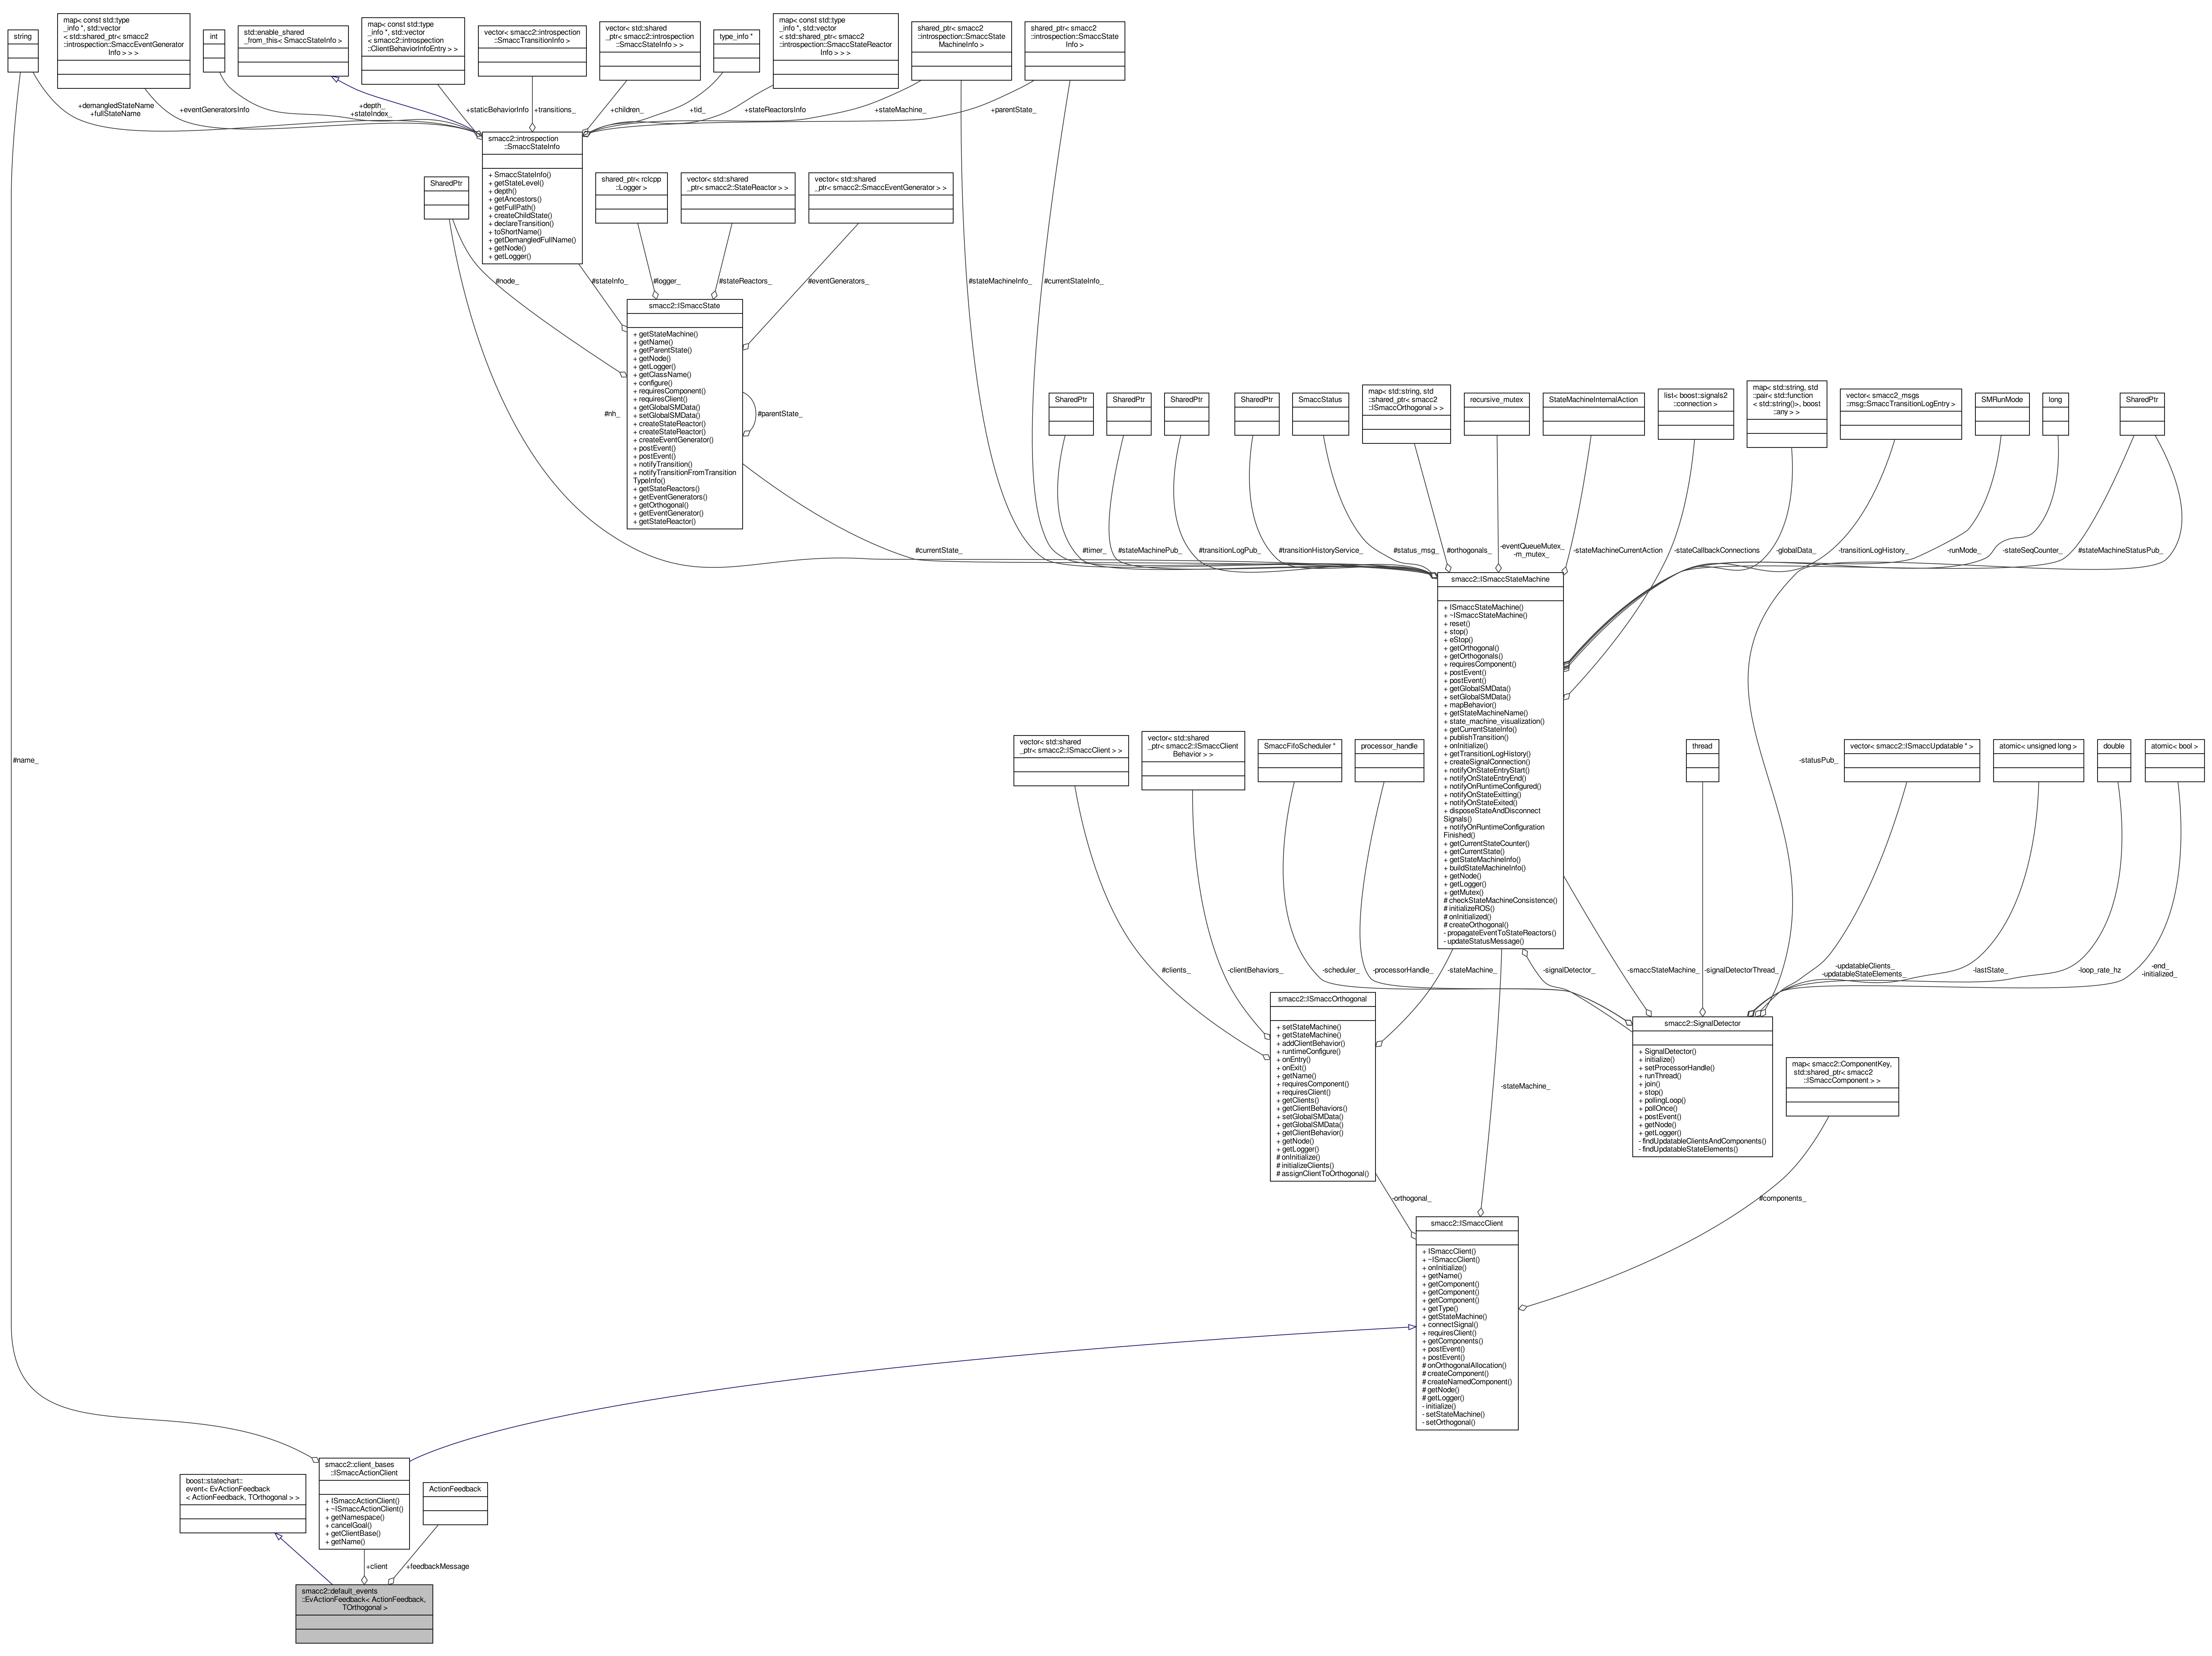 string
map< const std::type
_info *, std::vector
< std::shared_ptr< smacc2
::introspection::SmaccEventGenerator
Info > > >
int
std::enable_shared
_from_this< SmaccStateInfo >
map< const std::type
_info *, std::vector
< smacc2::introspection
::ClientBehaviorInfoEntry > >
vector< smacc2::introspection
::SmaccTransitionInfo >
vector< std::shared
_ptr< smacc2::introspection
::SmaccStateInfo > >
type_info *
map< const std::type
_info *, std::vector
< std::shared_ptr< smacc2
::introspection::SmaccStateReactor
Info > > >
shared_ptr< smacc2
::introspection::SmaccState
MachineInfo >
shared_ptr< smacc2
::introspection::SmaccState
Info >
+demangledStateName
+fullStateName
+eventGeneratorsInfo
+depth_
+stateIndex_
+staticBehaviorInfo
+transitions_
+children_
+tid_
+stateReactorsInfo
+stateMachine_
+parentState_
smacc2::introspection
::SmaccStateInfo
+ SmaccStateInfo()
+ getStateLevel()
+ depth()
+ getAncestors()
+ getFullPath()
+ createChildState()
+ declareTransition()
+ toShortName()
+ getDemangledFullName()
+ getNode()
+ getLogger()
SharedPtr
shared_ptr< rclcpp
::Logger >
vector< std::shared
_ptr< smacc2::StateReactor > >
vector< std::shared
_ptr< smacc2::SmaccEventGenerator > >
#node_
#stateInfo_
#logger_
#stateReactors_
#eventGenerators_
#stateMachineInfo_
#currentStateInfo_
smacc2::ISmaccState
+ getStateMachine()
+ getName()
+ getParentState()
+ getNode()
+ getLogger()
+ getClassName()
+ configure()
+ requiresComponent()
+ requiresClient()
+ getGlobalSMData()
+ setGlobalSMData()
+ createStateReactor()
+ createStateReactor()
+ createEventGenerator()
+ postEvent()
+ postEvent()
+ notifyTransition()
+ notifyTransitionFromTransition
TypeInfo()
+ getStateReactors()
+ getEventGenerators()
+ getOrthogonal()
+ getEventGenerator()
+ getStateReactor()
#nh_
#parentState_
SharedPtr
SharedPtr
SharedPtr
SharedPtr
SmaccStatus
map< std::string, std
::shared_ptr< smacc2
::ISmaccOrthogonal > >
recursive_mutex
StateMachineInternalAction
list< boost::signals2
::connection >
map< std::string, std
::pair< std::function
< std::string()>, boost
::any > >
vector< smacc2_msgs
::msg::SmaccTransitionLogEntry >
SMRunMode
long
SharedPtr
#currentState_
#timer_
#stateMachinePub_
#transitionLogPub_
#transitionHistoryService_
#status_msg_
#orthogonals_
-eventQueueMutex_
-m_mutex_
-stateMachineCurrentAction
-stateCallbackConnections
-globalData_
-transitionLogHistory_
-runMode_
-stateSeqCounter_
#stateMachineStatusPub_
smacc2::ISmaccStateMachine
+ ISmaccStateMachine()
+ ~ISmaccStateMachine()
+ reset()
+ stop()
+ eStop()
+ getOrthogonal()
+ getOrthogonals()
+ requiresComponent()
+ postEvent()
+ postEvent()
+ getGlobalSMData()
+ setGlobalSMData()
+ mapBehavior()
+ getStateMachineName()
+ state_machine_visualization()
+ getCurrentStateInfo()
+ publishTransition()
+ onInitialize()
+ getTransitionLogHistory()
+ createSignalConnection()
+ notifyOnStateEntryStart()
+ notifyOnStateEntryEnd()
+ notifyOnRuntimeConfigured()
+ notifyOnStateExitting()
+ notifyOnStateExited()
+ disposeStateAndDisconnect
Signals()
+ notifyOnRuntimeConfiguration
Finished()
+ getCurrentStateCounter()
+ getCurrentState()
+ getStateMachineInfo()
+ buildStateMachineInfo()
+ getNode()
+ getLogger()
+ getMutex()
# checkStateMachineConsistence()
# initializeROS()
# onInitialized()
# createOrthogonal()
- propagateEventToStateReactors()
- updateStatusMessage()
#name_
vector< std::shared
_ptr< smacc2::ISmaccClient > >
vector< std::shared
_ptr< smacc2::ISmaccClient
Behavior > >
SmaccFifoScheduler *
processor_handle
thread
-statusPub_
vector< smacc2::ISmaccUpdatable * >
atomic< unsigned long >
double
atomic< bool >
#clients_
-clientBehaviors_
-scheduler_
-processorHandle_
-stateMachine_
-signalDetector_
-smaccStateMachine_
-signalDetectorThread_
-updatableClients_
-updatableStateElements_
-lastState_
-loop_rate_hz
-end_
-initialized_
smacc2::ISmaccOrthogonal
+ setStateMachine()
+ getStateMachine()
+ addClientBehavior()
+ runtimeConfigure()
+ onEntry()
+ onExit()
+ getName()
+ requiresComponent()
+ requiresClient()
+ getClients()
+ getClientBehaviors()
+ setGlobalSMData()
+ getGlobalSMData()
+ getClientBehavior()
+ getNode()
+ getLogger()
# onInitialize()
# initializeClients()
# assignClientToOrthogonal()
-stateMachine_
smacc2::SignalDetector
+ SignalDetector()
+ initialize()
+ setProcessorHandle()
+ runThread()
+ join()
+ stop()
+ pollingLoop()
+ pollOnce()
+ postEvent()
+ getNode()
+ getLogger()
- findUpdatableClientsAndComponents()
- findUpdatableStateElements()
map< smacc2::ComponentKey,
std::shared_ptr< smacc2
::ISmaccComponent > >
-orthogonal_
#components_
smacc2::ISmaccClient
+ ISmaccClient()
+ ~ISmaccClient()
+ onInitialize()
+ getName()
+ getComponent()
+ getComponent()
+ getComponent()
+ getType()
+ getStateMachine()
+ connectSignal()
+ requiresClient()
+ getComponents()
+ postEvent()
+ postEvent()
# onOrthogonalAllocation()
# createComponent()
# createNamedComponent()
# getNode()
# getLogger()
- initialize()
- setStateMachine()
- setOrthogonal()
boost::statechart::
event< EvActionFeedback
< ActionFeedback, TOrthogonal > >
smacc2::client_bases
::ISmaccActionClient
+ ISmaccActionClient()
+ ~ISmaccActionClient()
+ getNamespace()
+ cancelGoal()
+ getClientBase()
+ getName()
ActionFeedback
+client
+feedbackMessage
smacc2::default_events
::EvActionFeedback< ActionFeedback,
TOrthogonal >